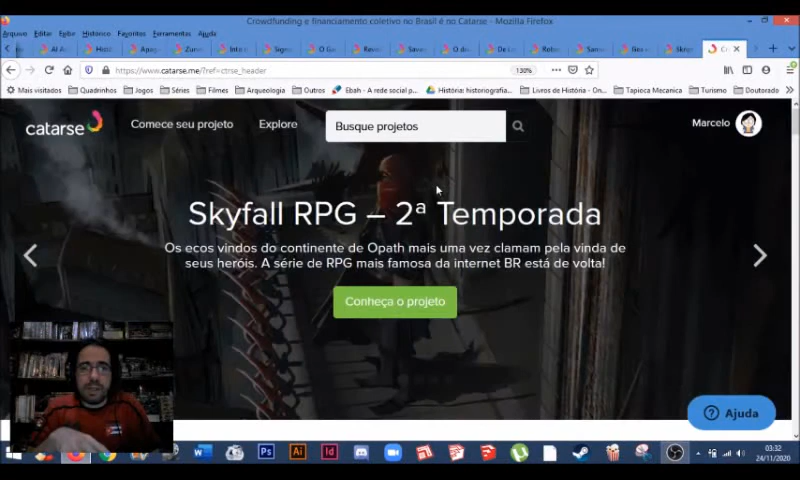 Crowdfunding e financiamento coletivo no Brasil é no Catarse - Mozilla Firefox
Arquivo Editar Exibir Histórico Favoritos Ferramentas Ajuda
https://www.catarse.me/?ref=ctrse_header
130%
Mais visitados Quadrinhos Jogos Séries Filmes Arqueologia Outros Ebah - A rede social p... História: historiografia... Livros de História - On... Tapioca Mecanica Turismo Doutorado
catarse Comece seu projeto Explore Busque projetos Marcelo
Skyfall RPG – 2ª Temporada
Os ecos vindos do continente de Opath mais uma vez clamam pela vinda de
seus heróis. A série de RPG mais famosa da internet BR está de volta!
Conheça o projeto
Ajuda
Ps Ai Id
03:32
24/11/2020